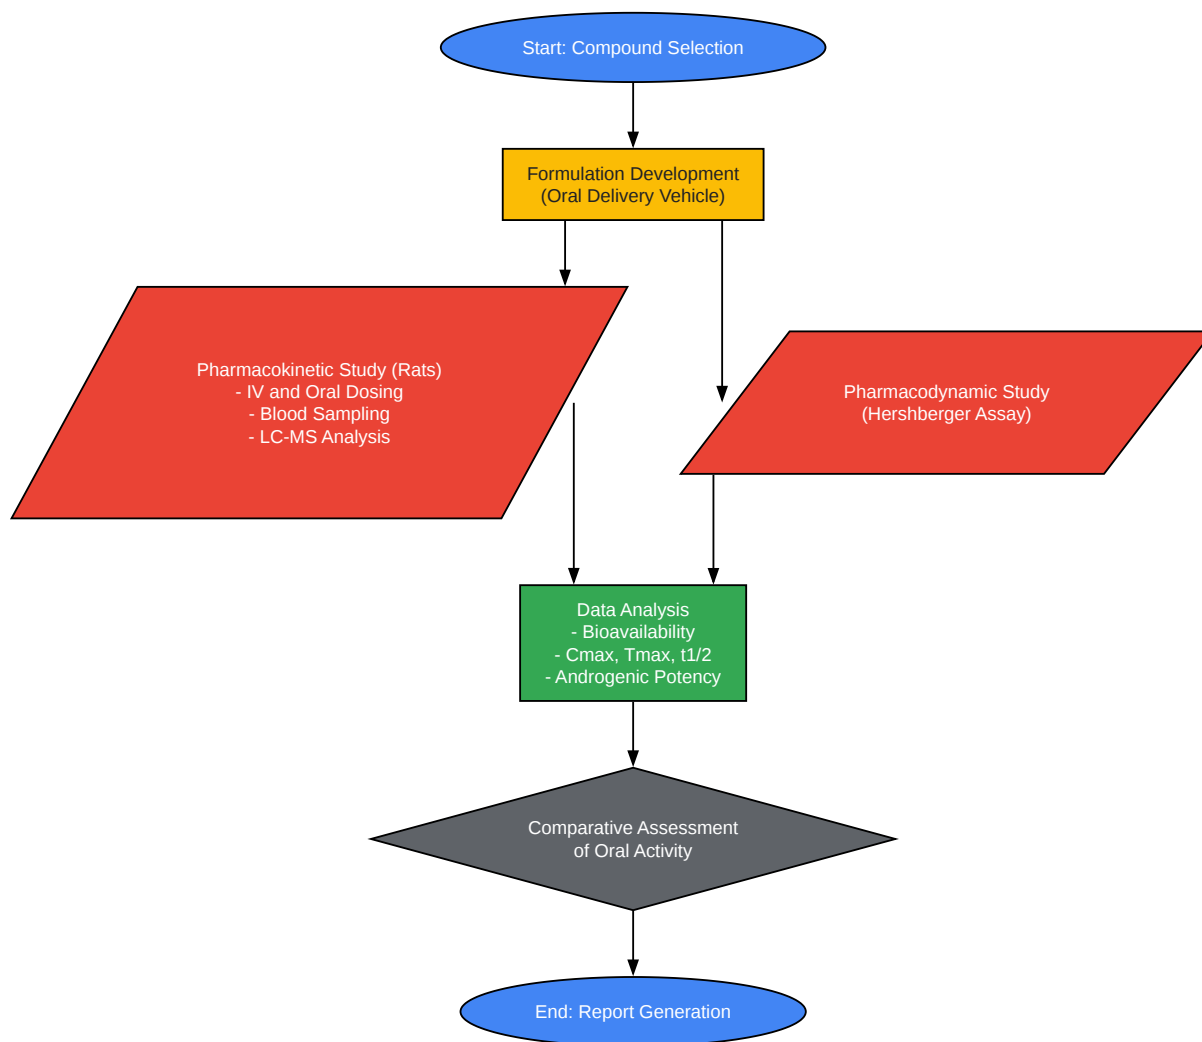 Start: Compound Selection
Formulation Development
(Oral Delivery Vehicle)
Pharmacokinetic Study (Rats)
- IV and Oral Dosing
- Blood Sampling
- LC-MS Analysis
Pharmacodynamic Study
(Hershberger Assay)
Data Analysis
- Bioavailability
- Cmax, Tmax, t1/2
- Androgenic Potency
Comparative Assessment
of Oral Activity
End: Report Generation